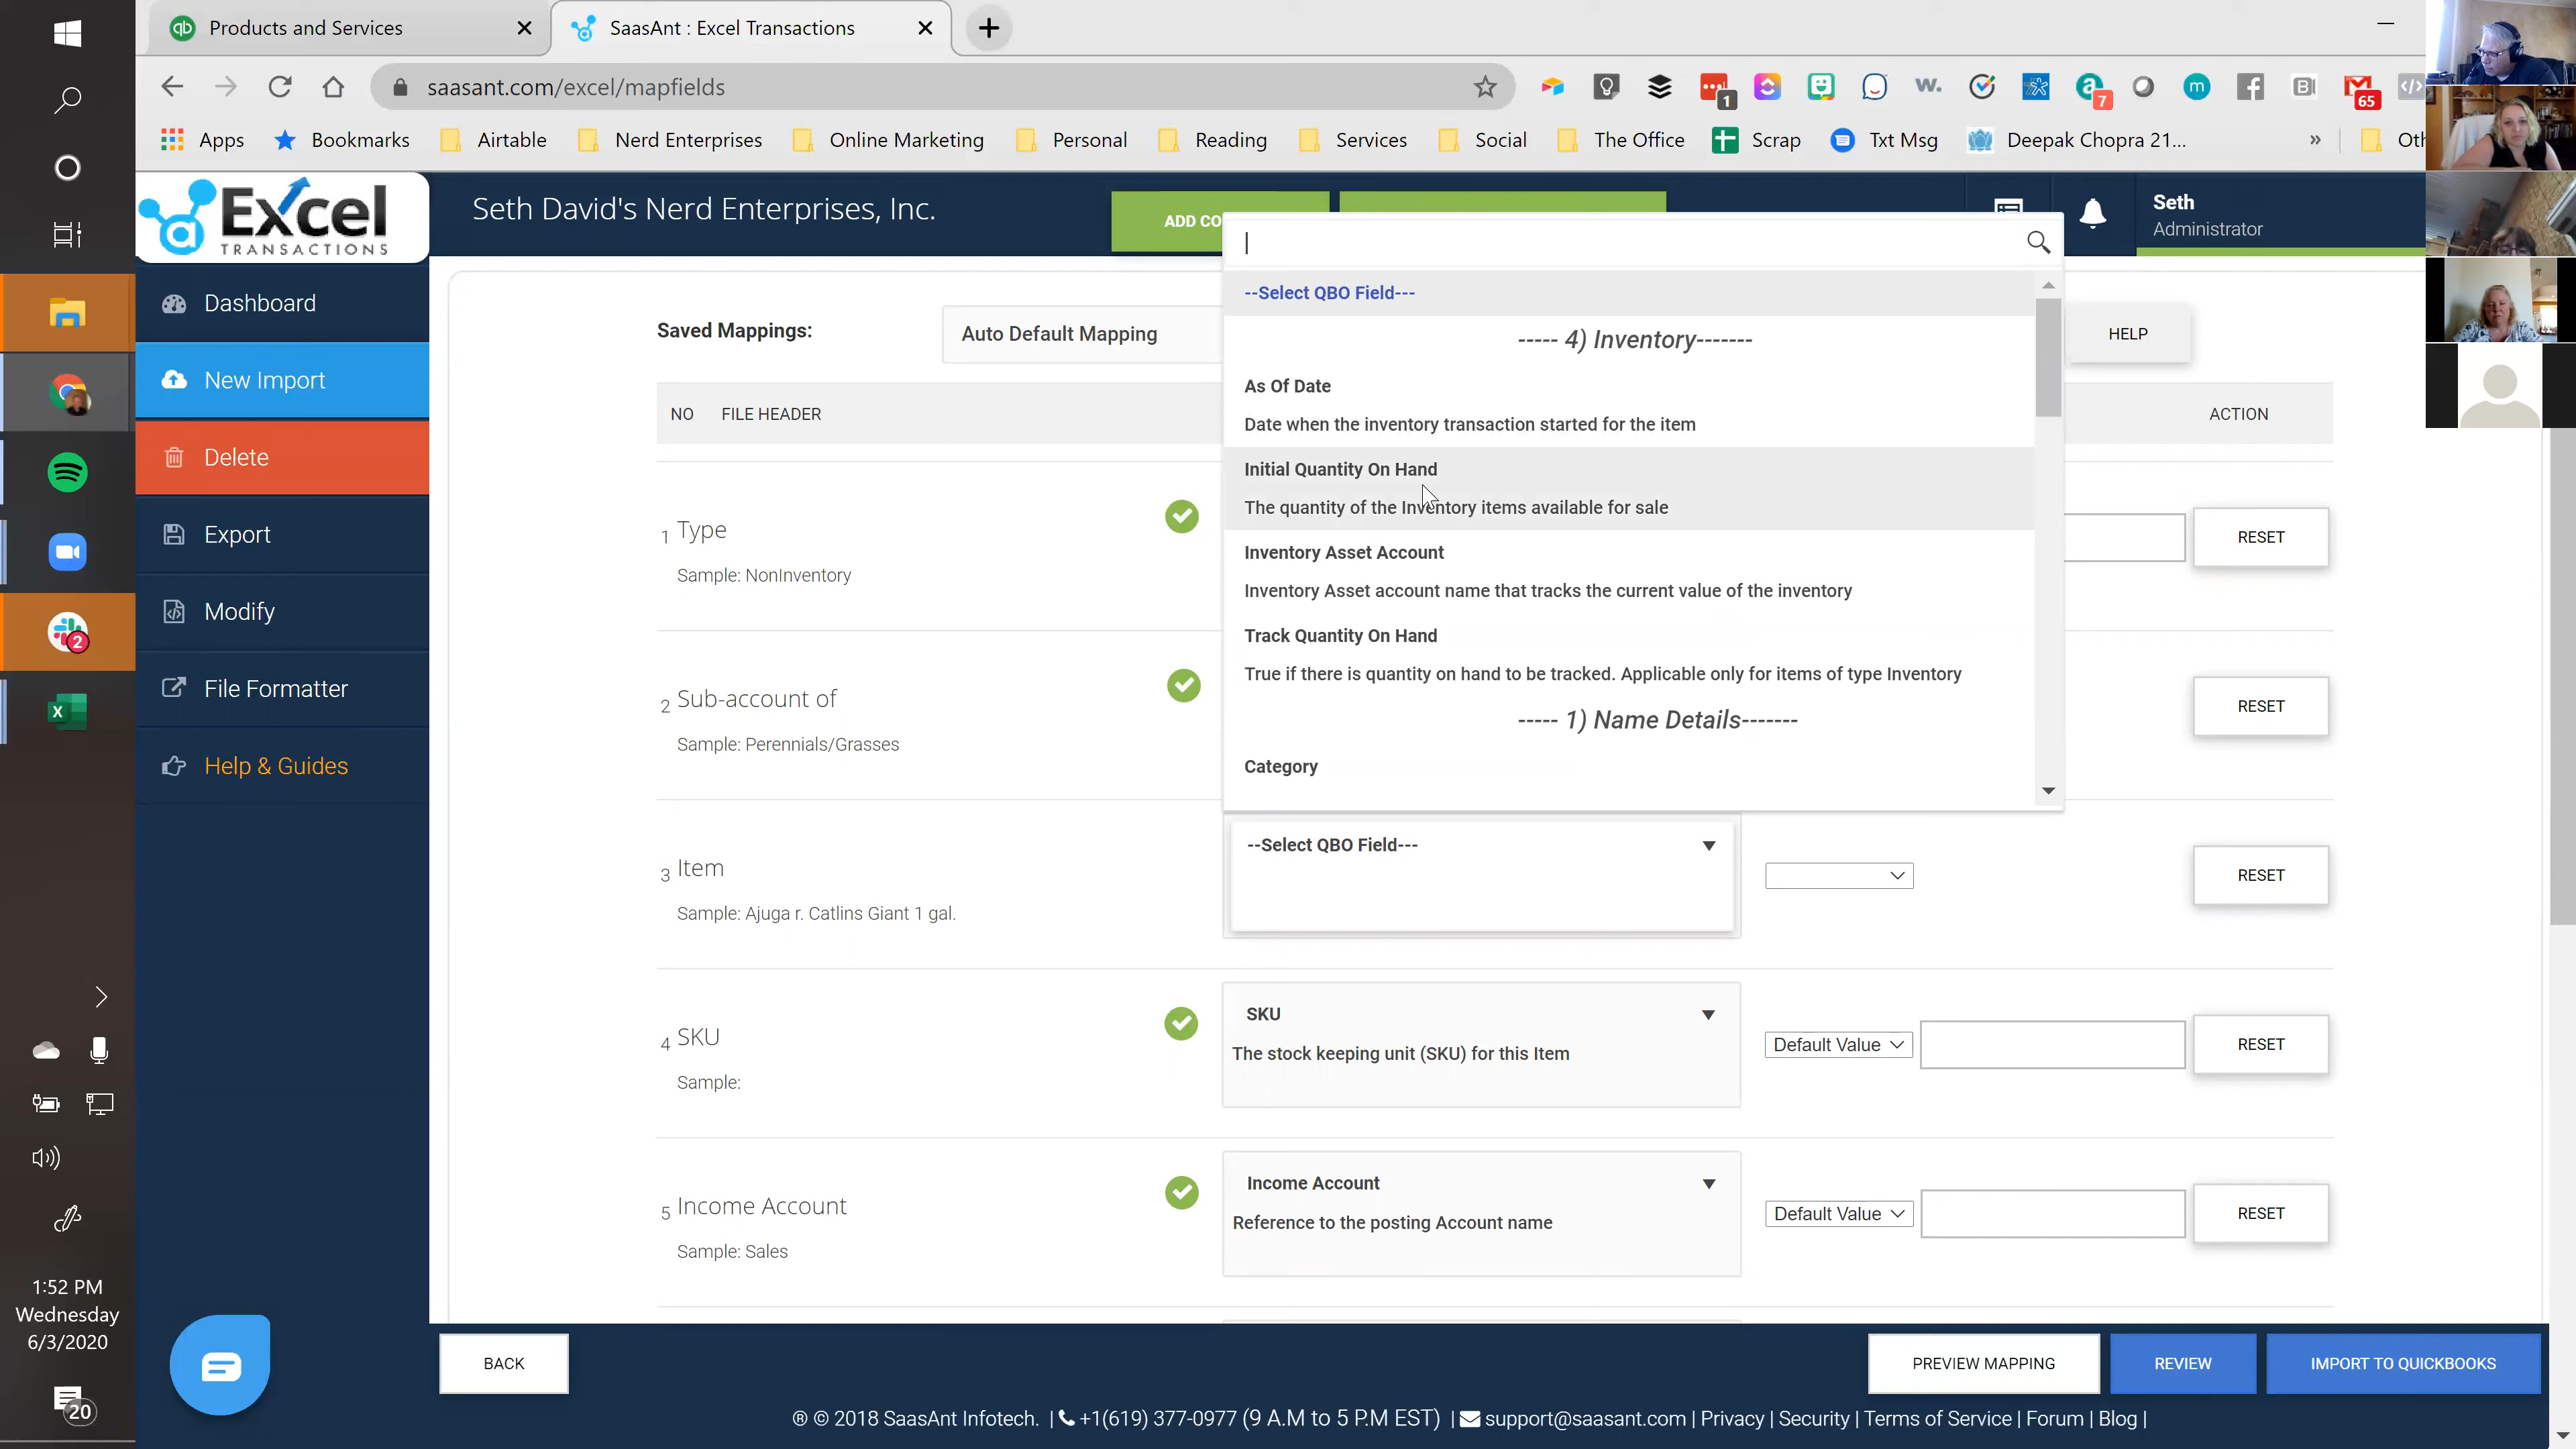 Products and Services
SaasAnt : Excel Transactions
saasant.com/excel/mapfields
1
7
65
Apps
Bookmarks
Airtable
Nerd Enterprises
Online Marketing
Personal
Reading
Services
Social
The Office
Scrap
Txt Msg
Deepak Chopra 21...
»
Oth
Excel
TRANSACTIONS
Seth David's Nerd Enterprises, Inc.
ADD CO
Seth
Administrator
Dashboard
New Import
Delete
Export
Modify
File Formatter
Help & Guides
Saved Mappings:
Auto Default Mapping
HELP
NO
FILE HEADER
ACTION
--Select QBO Field---
----- 4) Inventory-------
As Of Date
Date when the inventory transaction started for the item
Initial Quantity On Hand
The quantity of the Inventory items available for sale
Inventory Asset Account
Inventory Asset account name that tracks the current value of the inventory
Track Quantity On Hand
True if there is quantity on hand to be tracked. Applicable only for items of type Inventory
----- 1) Name Details-------
Category
1 Type
Sample: NonInventory
RESET
2 Sub-account of
Sample: Perennials/Grasses
RESET
3 Item
Sample: Ajuga r. Catlins Giant 1 gal.
--Select QBO Field---
RESET
4 SKU
Sample:
SKU
The stock keeping unit (SKU) for this Item
Default Value
RESET
5 Income Account
Sample: Sales
Income Account
Reference to the posting Account name
Default Value
RESET
BACK
PREVIEW MAPPING
REVIEW
IMPORT TO QUICKBOOKS
® © 2018 SaasAnt Infotech. | +1(619) 377-0977 (9 A.M to 5 P.M EST) | support@saasant.com | Privacy | Security | Terms of Service | Forum | Blog |
2
1:52 PM
Wednesday
6/3/2020
20